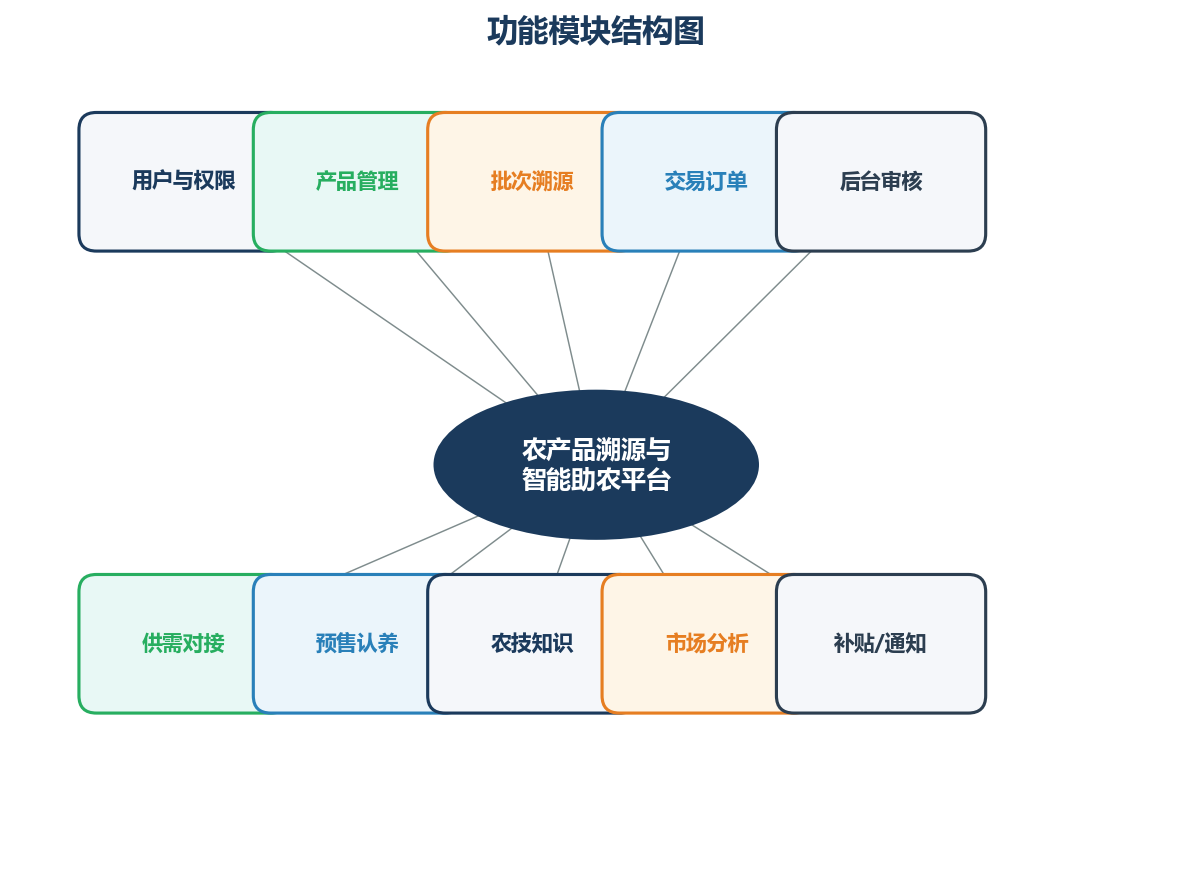 功能模块结构图
用户与权限
产品管理
批次溯源
交易订单
后台审核
农产品溯源与
智能助农平台
供需对接
预售认养
农技知识
市场分析
补贴/通知